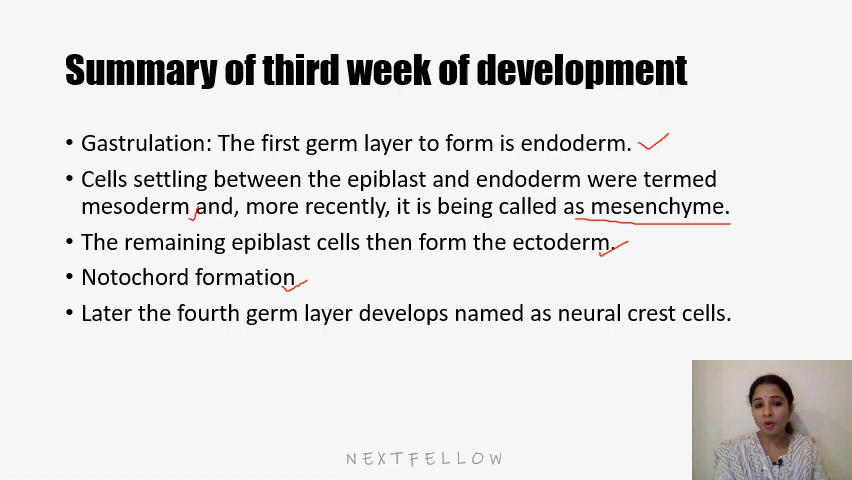 Summary of third week of development
• Gastrulation: The first germ layer to form is endoderm.
• Cells settling between the epiblast and endoderm were termed
mesoderm and, more recently, it is being called as mesenchyme.
• The remaining epiblast cells then form the ectoderm.
• Notochord formation
• Later the fourth germ layer develops named as neural crest cells.
NEXTFELLOW